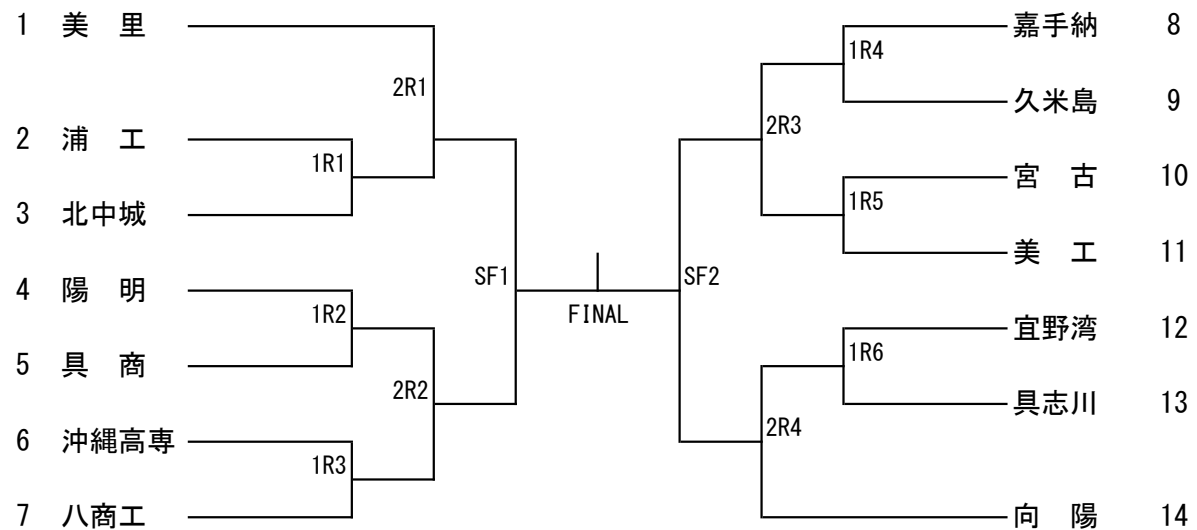 1 美 里
2R1
2 浦 工
1R1
3 北中城
SF1
4 陽 明
1R2
5 具 商
2R2
6 沖縄高専
1R3
7 八商工
FINAL
嘉手納 8
1R4
久米島 9
2R3
宮 古 10
1R5
美 工 11
SF2
宜野湾 12
1R6
具志川 13
2R4
向 陽 14